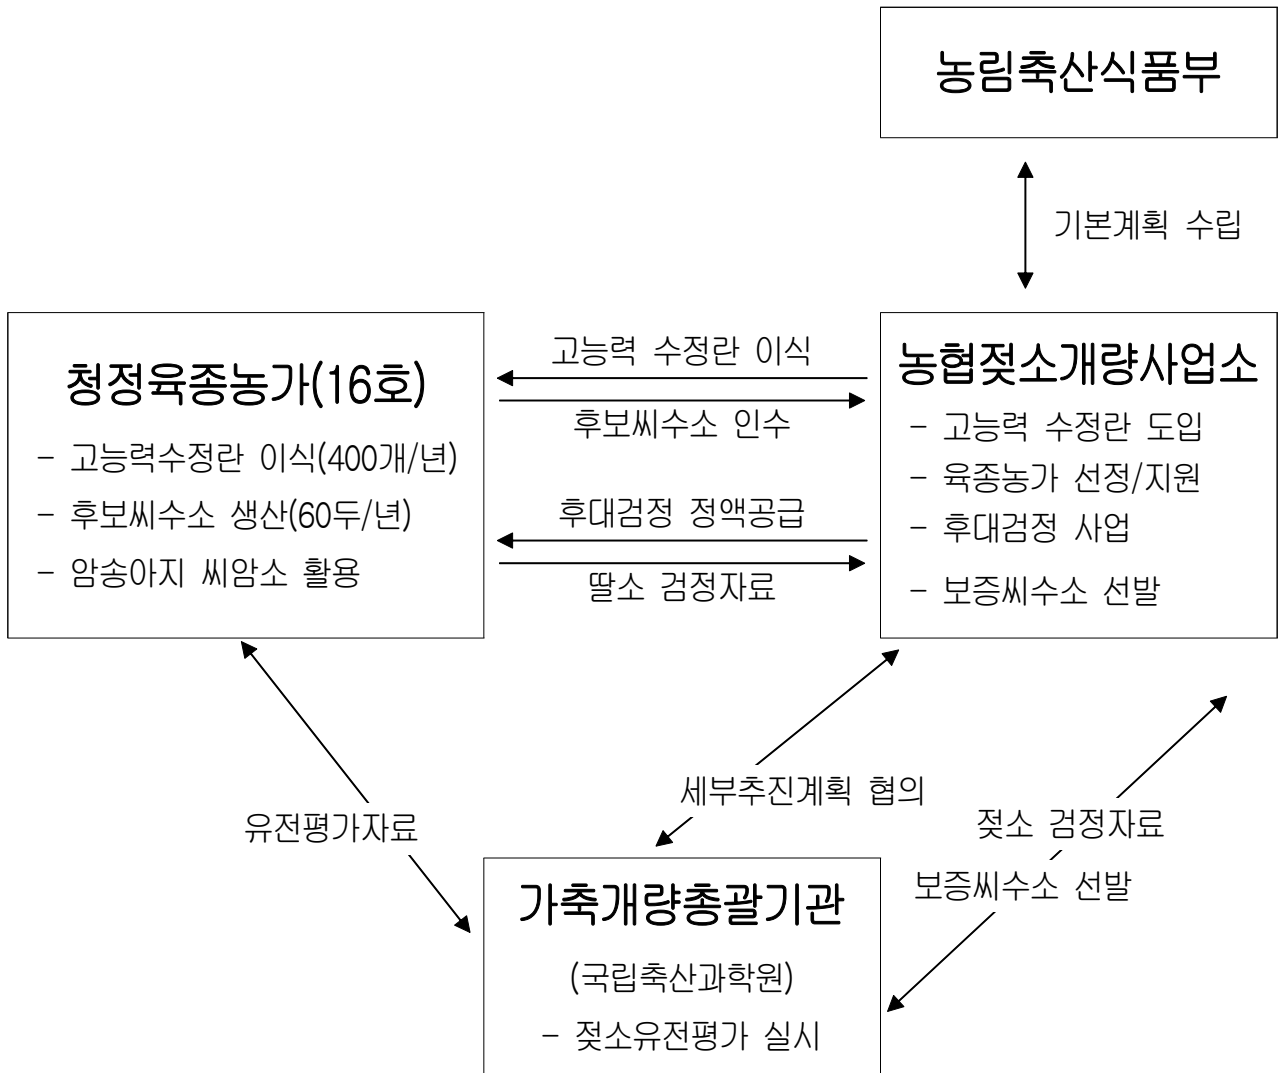 농림축산식품부
기본계획 수립
청정육종농가(16호)
- 고능력수정란 이식(400개/년)
- 후보씨수소 생산(60두/년)
- 암송아지 씨암소 활용
고능력 수정란 이식
후보씨수소 인수
후대검정 정액공급
딸소 검정자료
농협젖소개량사업소
- 고능력 수정란 도입
- 육종농가 선정/지원
- 후대검정 사업
- 보증씨수소 선발
유전평가자료
세부추진계획 협의
젖소 검정자료
보증씨수소 선발
가축개량총괄기관
(국립축산과학원)
- 젖소유전평가 실시